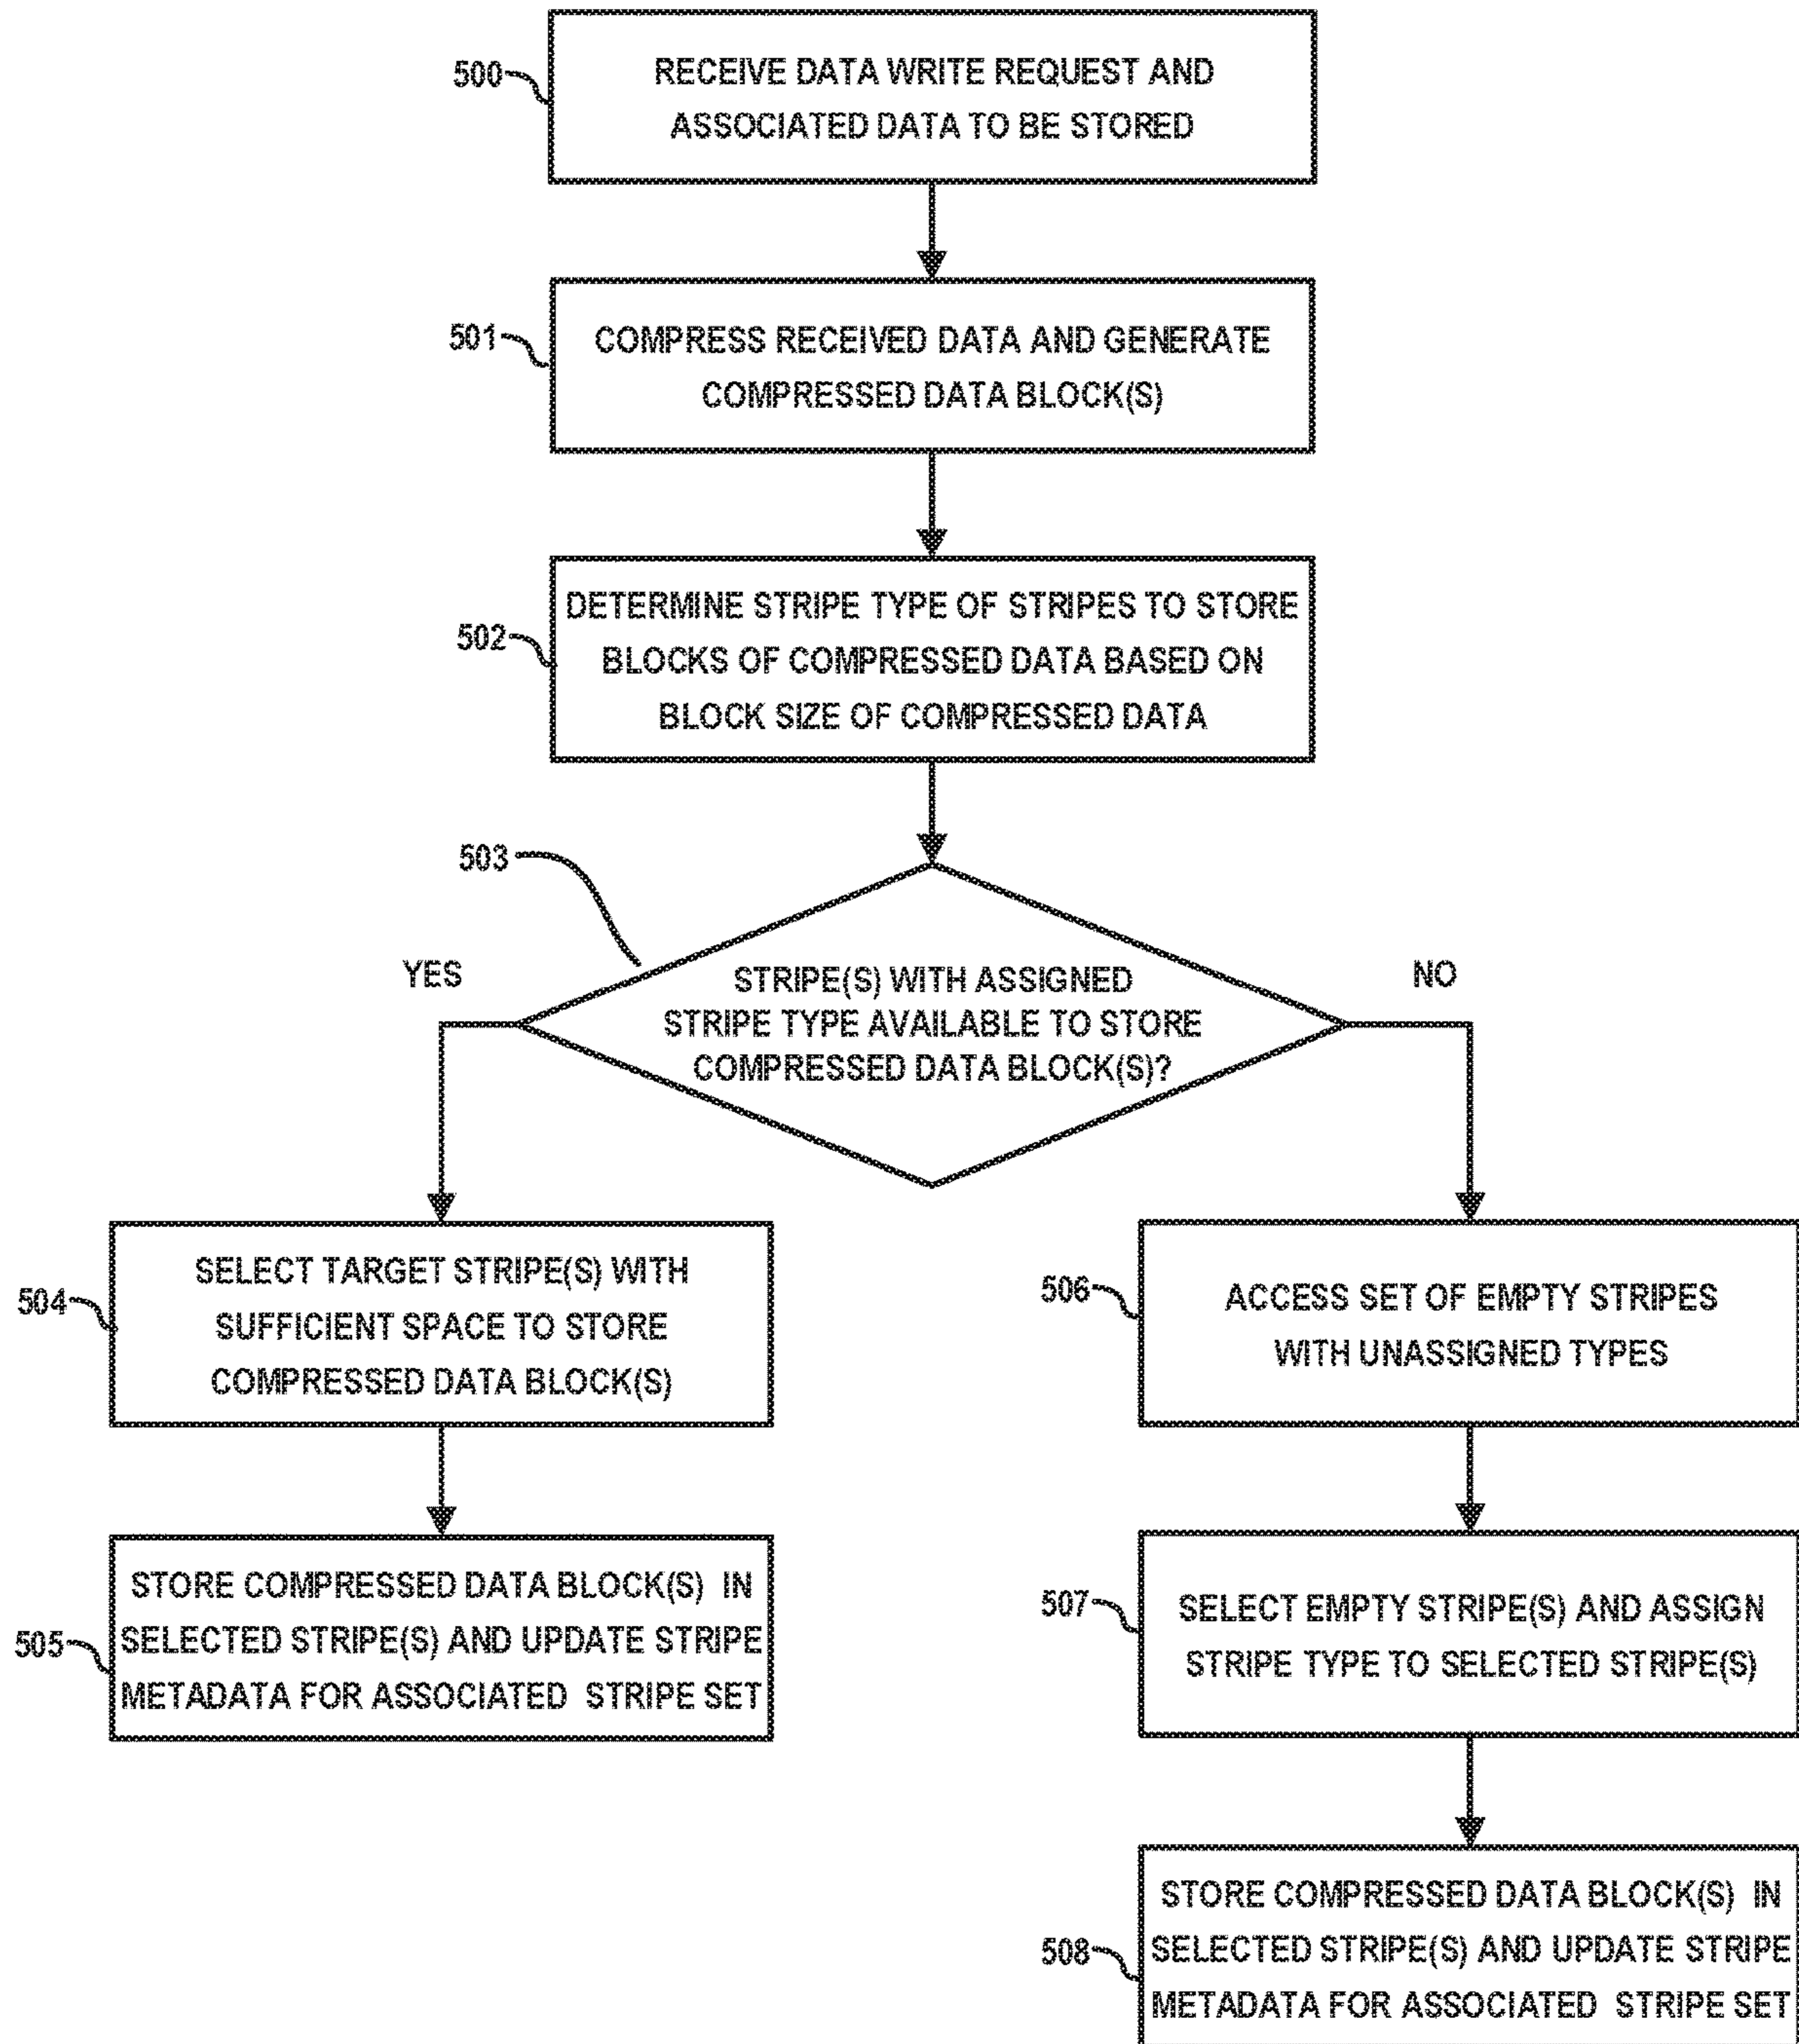 500
RECEIVE DATA WRITE REQUEST AND
ASSOCIATED DATA TO BE STORED
501
COMPRESS RECEIVED DATA AND GENERATE
COMPRESSED DATA BLOCK(S)
502
DETERMINE STRIPE TYPE OF STRIPES TO STORE
BLOCKS OF COMPRESSED DATA BASED ON
BLOCK SIZE OF COMPRESSED DATA
503
YES
NO
STRIPE(S) WITH ASSIGNED
STRIPE TYPE AVAILABLE TO STORE
COMPRESSED DATA BLOCK(S)?
504
SELECT TARGET STRIPE(S) WITH
SUFFICIENT SPACE TO STORE
COMPRESSED DATA BLOCK(S)
505
STORE COMPRESSED DATA BLOCK(S) IN
SELECTED STRIPE(S) AND UPDATE STRIPE
METADATA FOR ASSOCIATED STRIPE SET
506
ACCESS SET OF EMPTY STRIPES
WITH UNASSIGNED TYPES
507
SELECT EMPTY STRIPE(S) AND ASSIGN
STRIPE TYPE TO SELECTED STRIPE(S)
508
STORE COMPRESSED DATA BLOCK(S) IN
SELECTED STRIPE(S) AND UPDATE STRIPE
METADATA FOR ASSOCIATED STRIPE SET